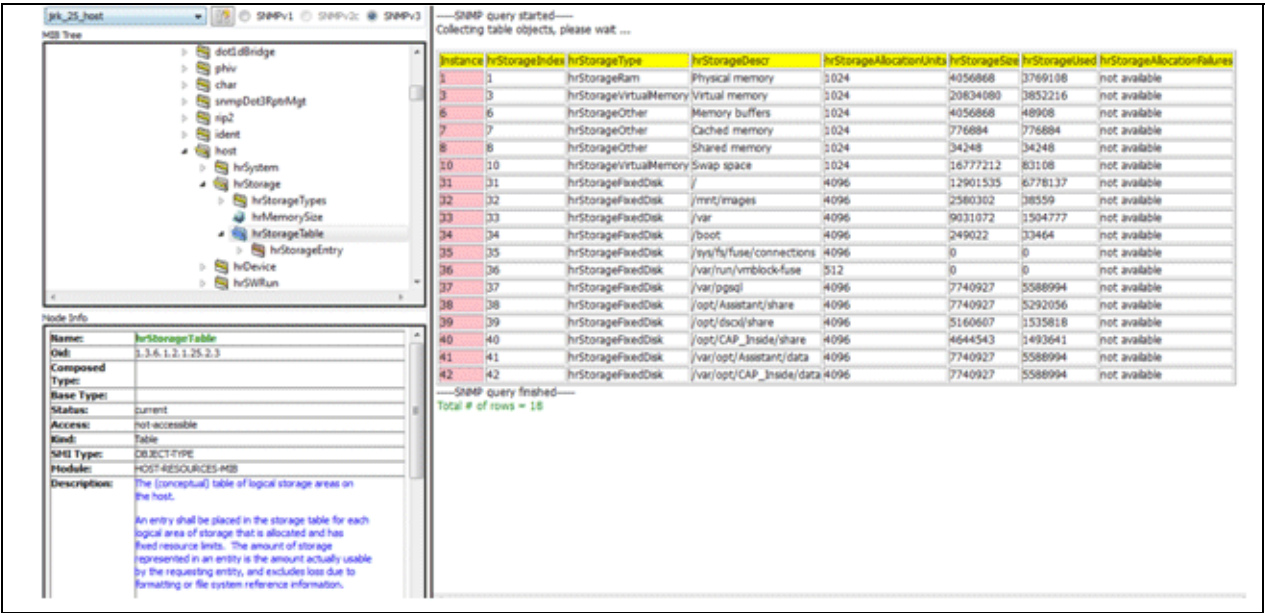 jrk_25_host SNMPv1 SNMPv2c SNMPv3
MIB Tree
dot1dBridge
phiv
char
snmpDot3RptrMgt
rip2
ident
host
hrSystem
hrStorage
hrStorageTypes
hrMemorySize
hrStorageTable
hrStorageEntry
hrDevice
hrSWRun
Node Info
Name: hrStorageTable
Oid: 1.3.6.1.2.1.25.2.3
Composed
Type:
Base Type:
Status: current
Access: not-accessible
Kind: Table
SMI Type: OBJECT-TYPE
Module: HOST-RESOURCES-MIB
Description: The (conceptual) table of logical storage areas on
the host.
An entry shall be placed in the storage table for each
logical area of storage that is allocated and has
fixed resource limits. The amount of storage
represented in an entity is the amount actually usable
by the requesting entity, and excludes loss due to
formatting or file system reference information.
-----SNMP query started-----
Collecting table objects, please wait ...
Instance hrStorageIndex hrStorageType hrStorageDescr hrStorageAllocationUnits hrStorageSize hrStorageUsed hrStorageAllocationFailures
1 1 hrStorageRam Physical memory 1024 4056868 3769108 not available
3 3 hrStorageVirtualMemory Virtual memory 1024 20834080 3852216 not available
6 6 hrStorageOther Memory buffers 1024 4056868 48908 not available
7 7 hrStorageOther Cached memory 1024 776884 776884 not available
8 8 hrStorageOther Shared memory 1024 34248 34248 not available
10 10 hrStorageVirtualMemory Swap space 1024 16777212 83108 not available
31 31 hrStorageFixedDisk / 4096 12901535 6778137 not available
32 32 hrStorageFixedDisk /mnt/images 4096 2580302 38559 not available
33 33 hrStorageFixedDisk /var 4096 9031072 1504777 not available
34 34 hrStorageFixedDisk /boot 4096 249022 33464 not available
35 35 hrStorageFixedDisk /sys/fs/fuse/connections 4096 0 0 not available
36 36 hrStorageFixedDisk /var/run/vmblock-fuse 512 0 0 not available
37 37 hrStorageFixedDisk /var/pgsql 4096 7740927 5588994 not available
38 38 hrStorageFixedDisk /opt/Assistant/share 4096 7740927 5292056 not available
39 39 hrStorageFixedDisk /opt/dscxl/share 4096 5160607 1535818 not available
40 40 hrStorageFixedDisk /opt/CAP_Inside/share 4096 4644543 1493641 not available
41 41 hrStorageFixedDisk /var/opt/Assistant/data 4096 7740927 5588994 not available
42 42 hrStorageFixedDisk /var/opt/CAP_Inside/data 4096 7740927 5588994 not available
-----SNMP query finished-----
Total # of rows = 18